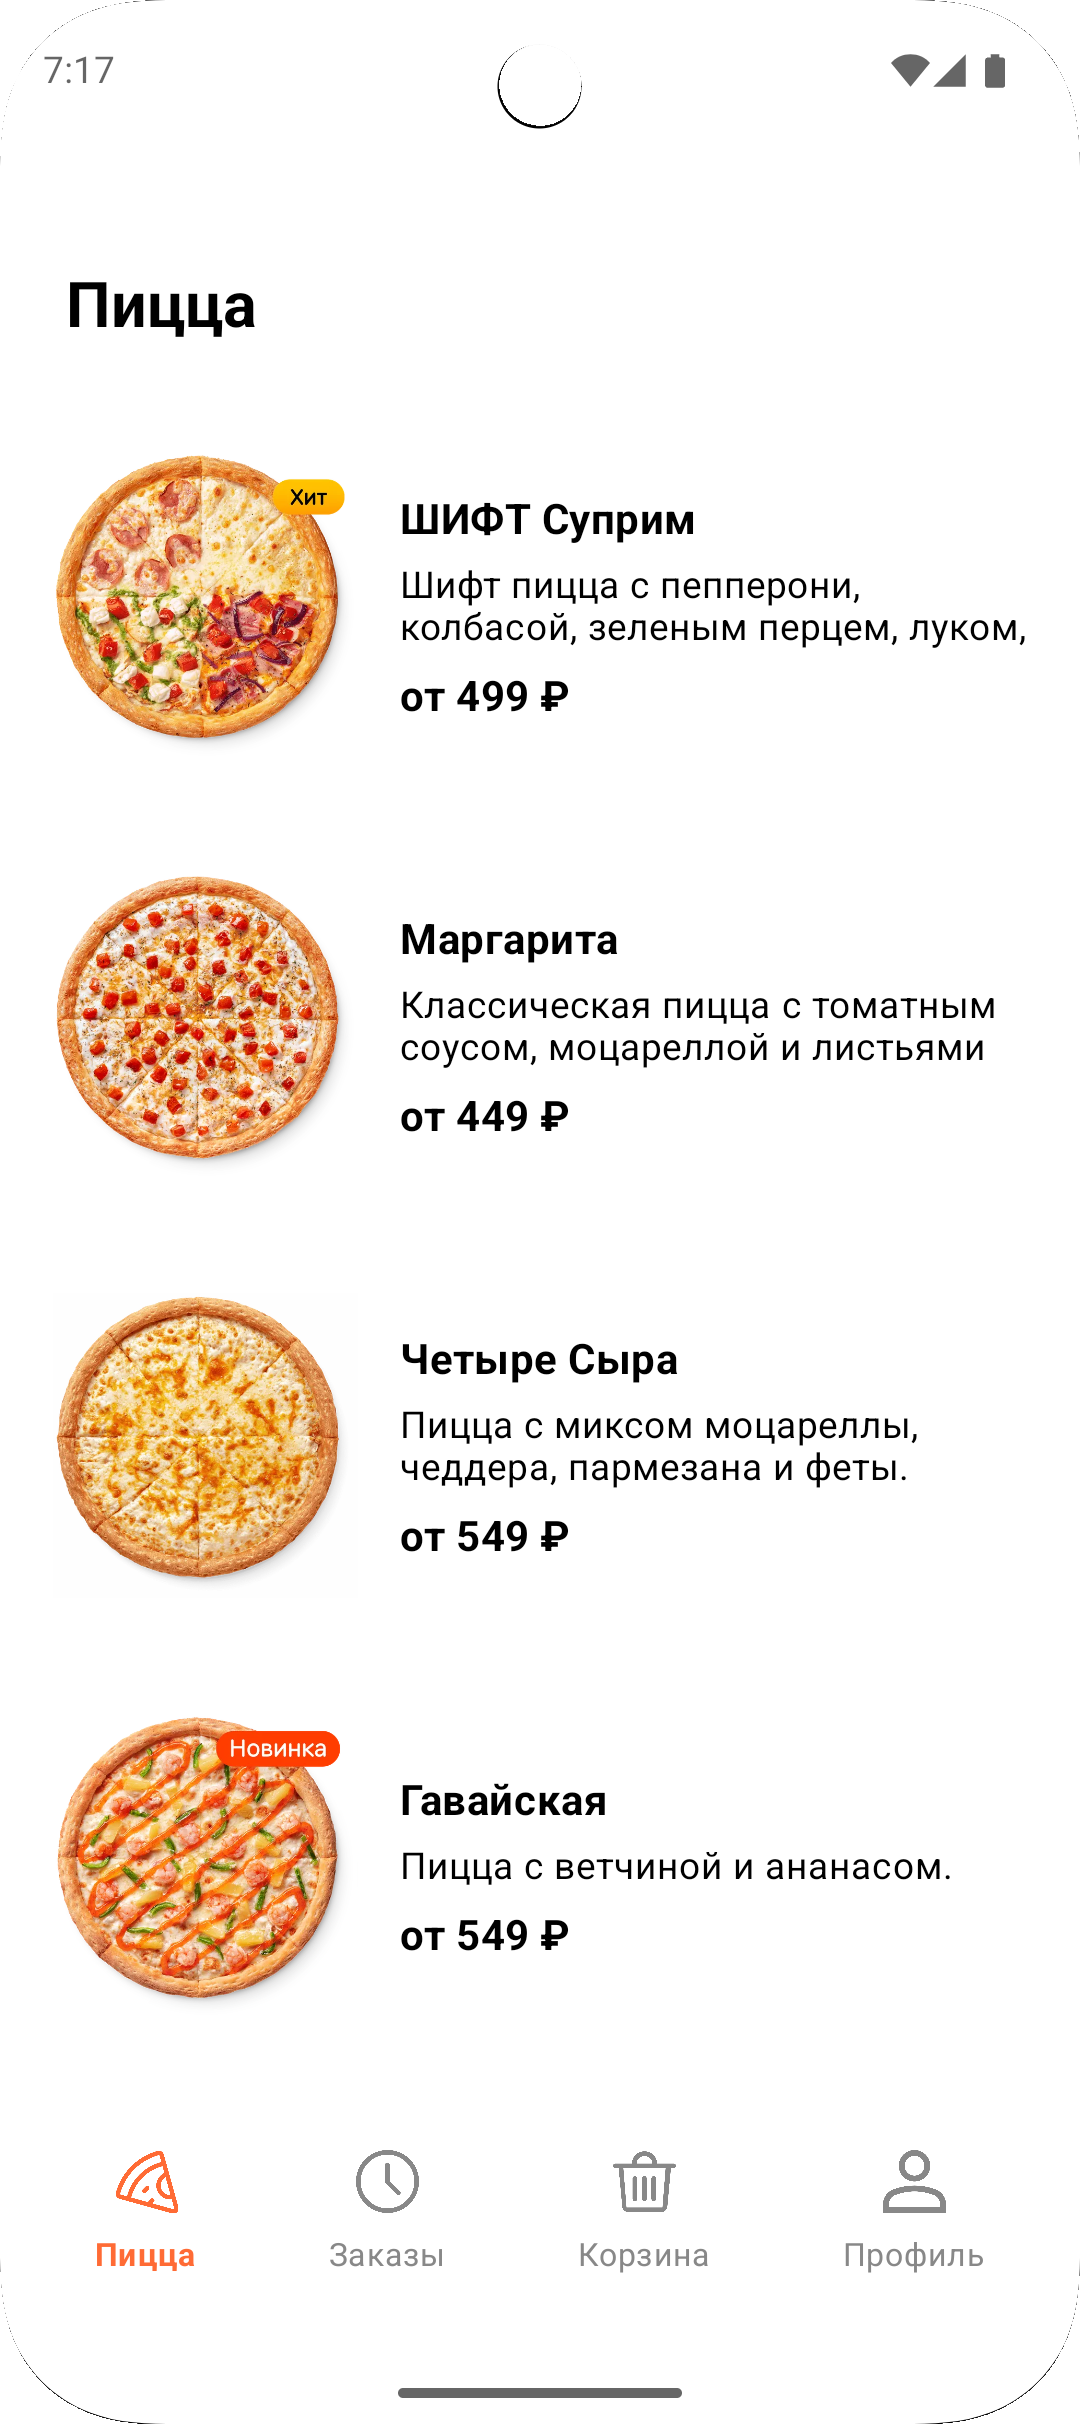 7:17
Пицца
Хит
ШИФТ Суприм
Шифт пицца с пепперони,
колбасой, зеленым перцем, луком,
от 499 ₽
Маргарита
Классическая пицца с томатным
соусом, моцареллой и листьями
от 449 ₽
Четыре Сыра
Пицца с миксом моцареллы,
чеддера, пармезана и феты.
от 549 ₽
Новинка
Гавайская
Пицца с ветчиной и ананасом.
от 549 ₽
Пицца
Заказы
Корзина
Профиль